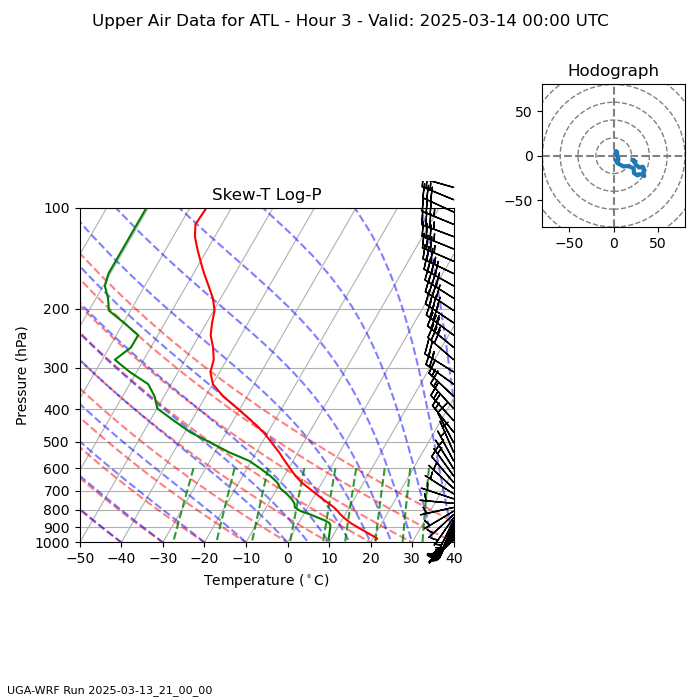 Upper Air Data for ATL - Hour 3 - Valid: 2025-03-14 00:00 UTC
Hodograph
50
0
−50
−50 0 50
Skew-T Log-P
100
200
300
400
500
600
700
800
900
1000
Pressure (hPa)
−50 −40 −30 −20 −10 0 10 20 30 40
Temperature (°C)
UGA-WRF Run 2025-03-13_21_00_00